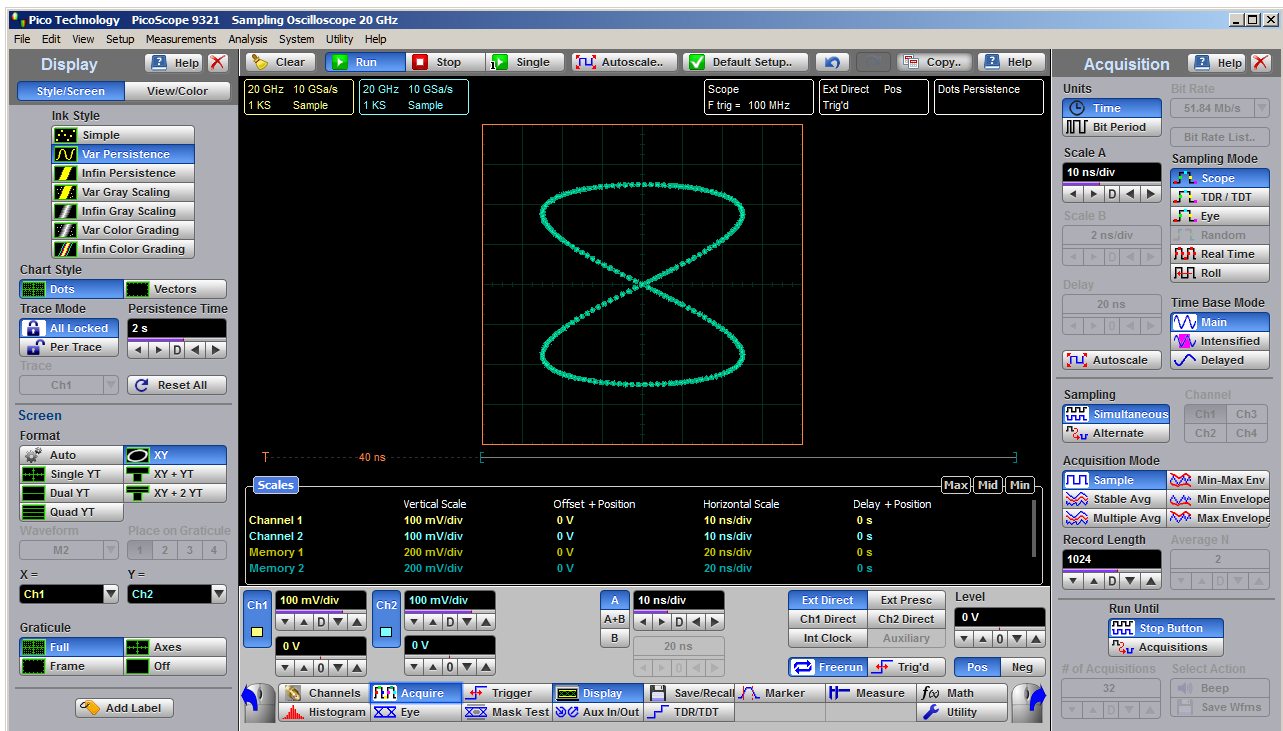 Pico Technology PicoScope 9321 Sampling Oscilloscope 20 GHz
File Edit View Setup Measurements Analysis System Utility Help
Display ? Help
Style/Screen View/Color
Ink Style
Simple
Var Persistence
Infin Persistence
Var Gray Scaling
Infin Gray Scaling
Var Color Grading
Infin Color Grading
Chart Style
Dots Vectors
Trace Mode Persistence Time
All Locked 2 s
Per Trace D
Trace
Ch1 Reset All
Screen
Format
Auto XY
Single YT XY + YT
Dual YT XY + 2 YT
Quad YT
Waveform Place on Graticule
M2 1 2 3 4
X = Y =
Ch1 Ch2
Graticule
Full Axes
Frame Off
Add Label
Clear Run Stop Single Autoscale.. Default Setup.. Copy.. ? Help
20 GHz 10 GSa/s
1 KS Sample
20 GHz 10 GSa/s
1 KS Sample
Scope
F trig = 100 MHz
Ext Direct Pos
Trig'd
Dots Persistence
T 40 ns
Scales Max Mid Min
Vertical Scale Offset + Position Horizontal Scale Delay + Position
Channel 1 100 mV/div 0 V 10 ns/div 0 s
Channel 2 100 mV/div 0 V 10 ns/div 0 s
Memory 1 200 mV/div 0 V 20 ns/div 0 s
Memory 2 200 mV/div 0 V 20 ns/div 0 s
Ch1 100 mV/div
D
0 V
0
Ch2 100 mV/div
D
0 V
0
A 10 ns/div
A+B D
B 20 ns
0
Ext Direct Ext Presc
Ch1 Direct Ch2 Direct
Int Clock Auxiliary
Freerun Trig'd
Level
0 V
0
Pos Neg
Channels Acquire Trigger Display Save/Recall Marker Measure f(x) Math
Histogram Eye Mask Test Aux In/Out TDR/TDT Utility
Acquisition ? Help
Units Bit Rate
Time 51.84 Mb/s
Bit Period Bit Rate List..
Scale A Sampling Mode
10 ns/div Scope
D TDR / TDT
Scale B Eye
2 ns/div Random
D Real Time
Roll
Delay
20 ns Time Base Mode
0 Main
Intensified
Autoscale Delayed
Sampling Channel
Simultaneous Ch1 Ch3
Alternate Ch2 Ch4
Acquisition Mode
Sample Min-Max Env
Stable Avg Min Envelope
Multiple Avg Max Envelope
Record Length Average N
1024 2
D D
Run Until
Stop Button
Acquisitions
# of Acquisitions Select Action
32 Beep
D Save Wfms